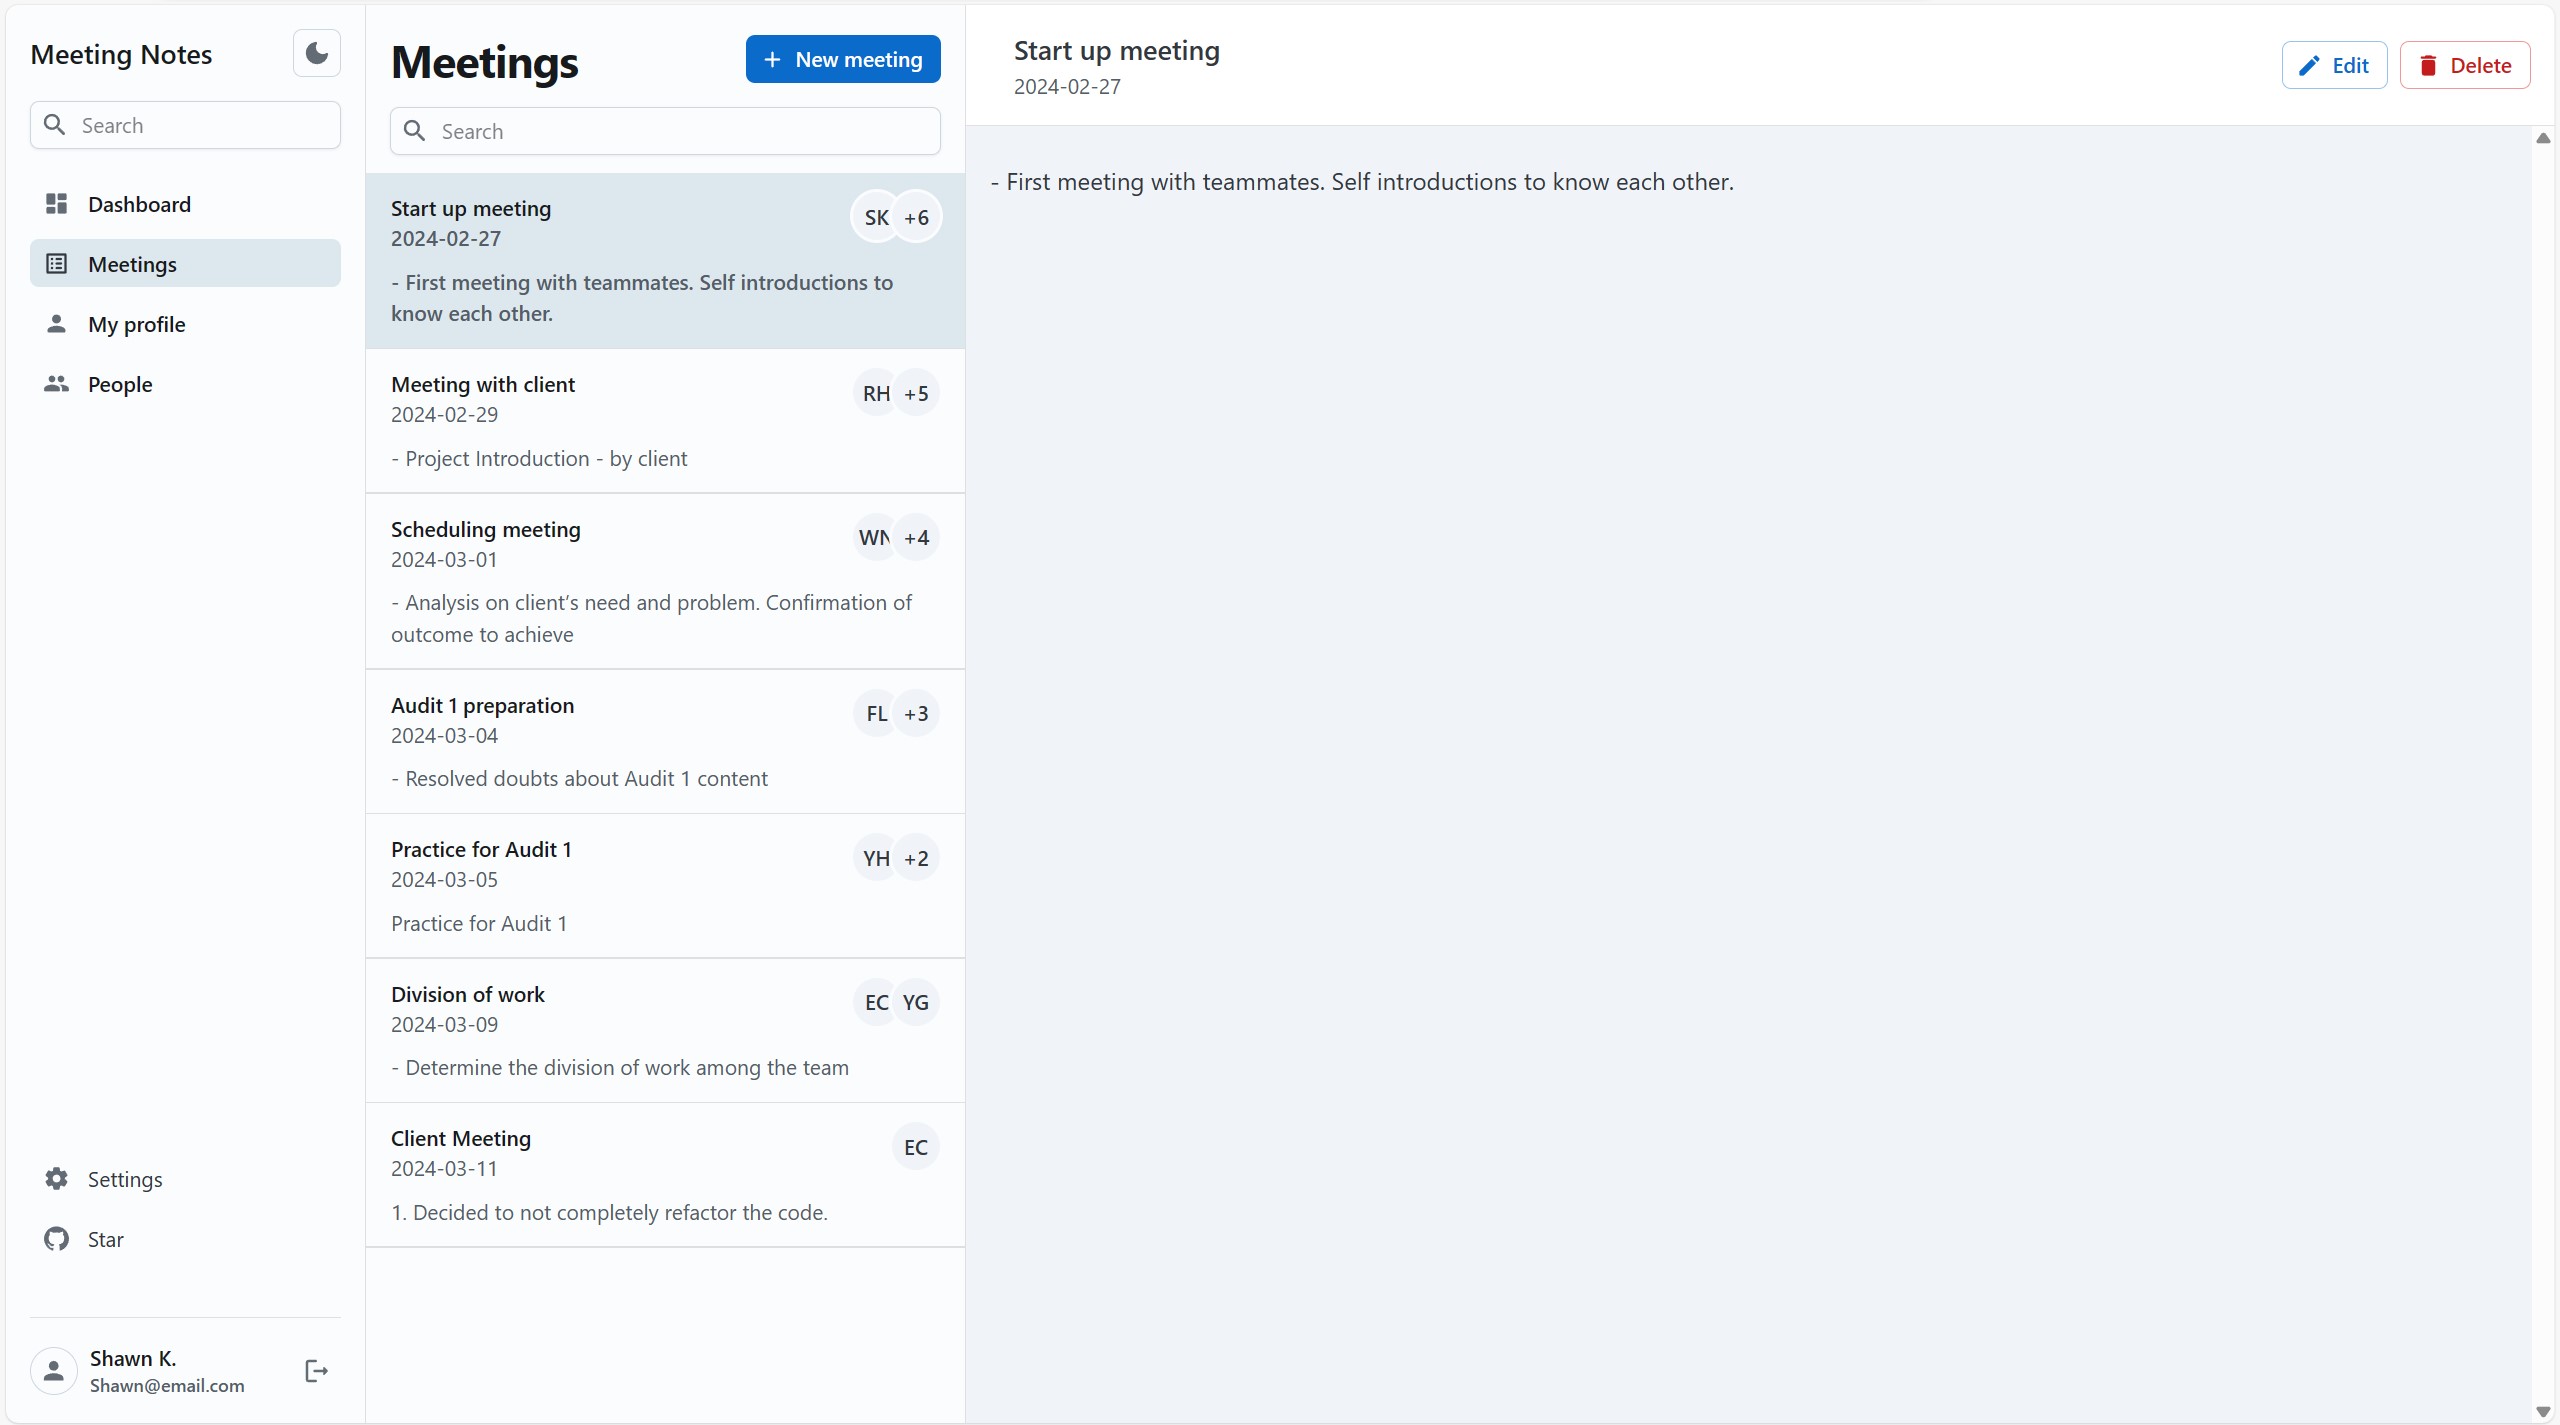 Meeting Notes
Search
Dashboard
Meetings
My profile
People
Settings
Star
Shawn K.
Shawn@email.com
Meetings
New meeting
Search
Start up meeting
SK +6
2024-02-27
- First meeting with teammates. Self introductions to
know each other.
Meeting with client
RH +5
2024-02-29
- Project Introduction - by client
Scheduling meeting
WN +4
2024-03-01
- Analysis on client’s need and problem. Confirmation of
outcome to achieve
Audit 1 preparation
FL +3
2024-03-04
- Resolved doubts about Audit 1 content
Practice for Audit 1
YH +2
2024-03-05
Practice for Audit 1
Division of work
EC YG
2024-03-09
- Determine the division of work among the team
Client Meeting
EC
2024-03-11
1. Decided to not completely refactor the code.
Start up meeting
2024-02-27
Edit
Delete
- First meeting with teammates. Self introductions to know each other.